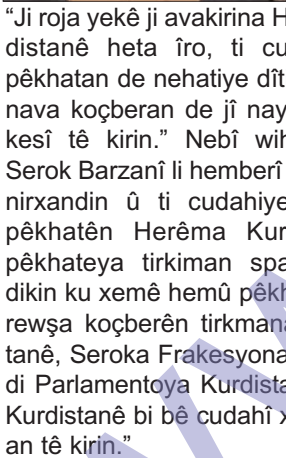 “Ji roja yekê ji avakirina H
distanê heta îro, ti cu
pêkhatan de nehatiye dît
nava koçberan de jî nay
kesî tê kirin.” Nebî wih
Serok Barzanî li hemberî
nirxandin û ti cudahiye
pêkhatên Herêma Kur
pêkhateya tirkiman spa
dikin ku xemê hemû pêkh
rewşa koçberên tirkmana
tanê, Seroka Frakesyona
di Parlamentoya Kurdista
Kurdistanê bi bê cudahî x
an tê kirin.”